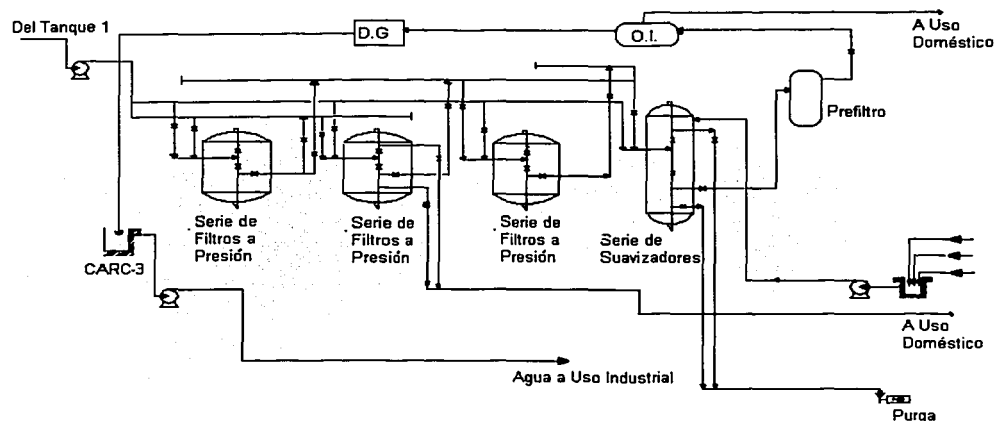 Del Tanque 1
D.G
O.I.
A Uso
Doméstico
Prefiltro
Serie de
Filtros a
Presión
Serie de
Filtros a
Presión
Serie de
Filtros a
Presión
Serie de
Suavizadores
CARC-3
A Uso
Doméstico
Agua a Uso Industrial
Purga